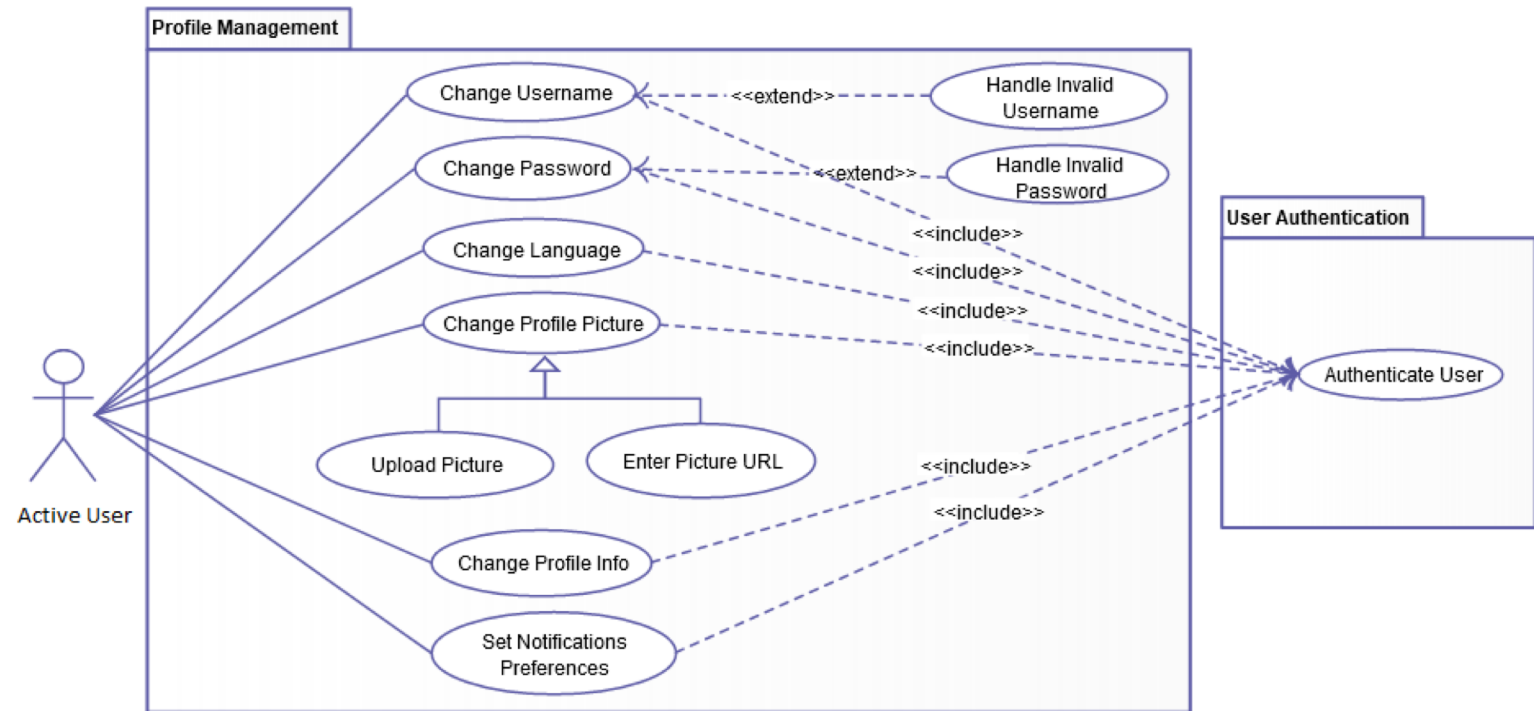 Profile Management
Change Username
<<extend>>
Handle Invalid
Username
Change Password
<<extend>>
Handle Invalid
Password
User Authentication
<<include>>
Change Language
<<include>>
<<include>>
Change Profile Picture
<<include>>
Authenticate User
Upload Picture
Enter Picture URL
<<include>>
Active User
<<include>>
Change Profile Info
Set Notifications
Preferences